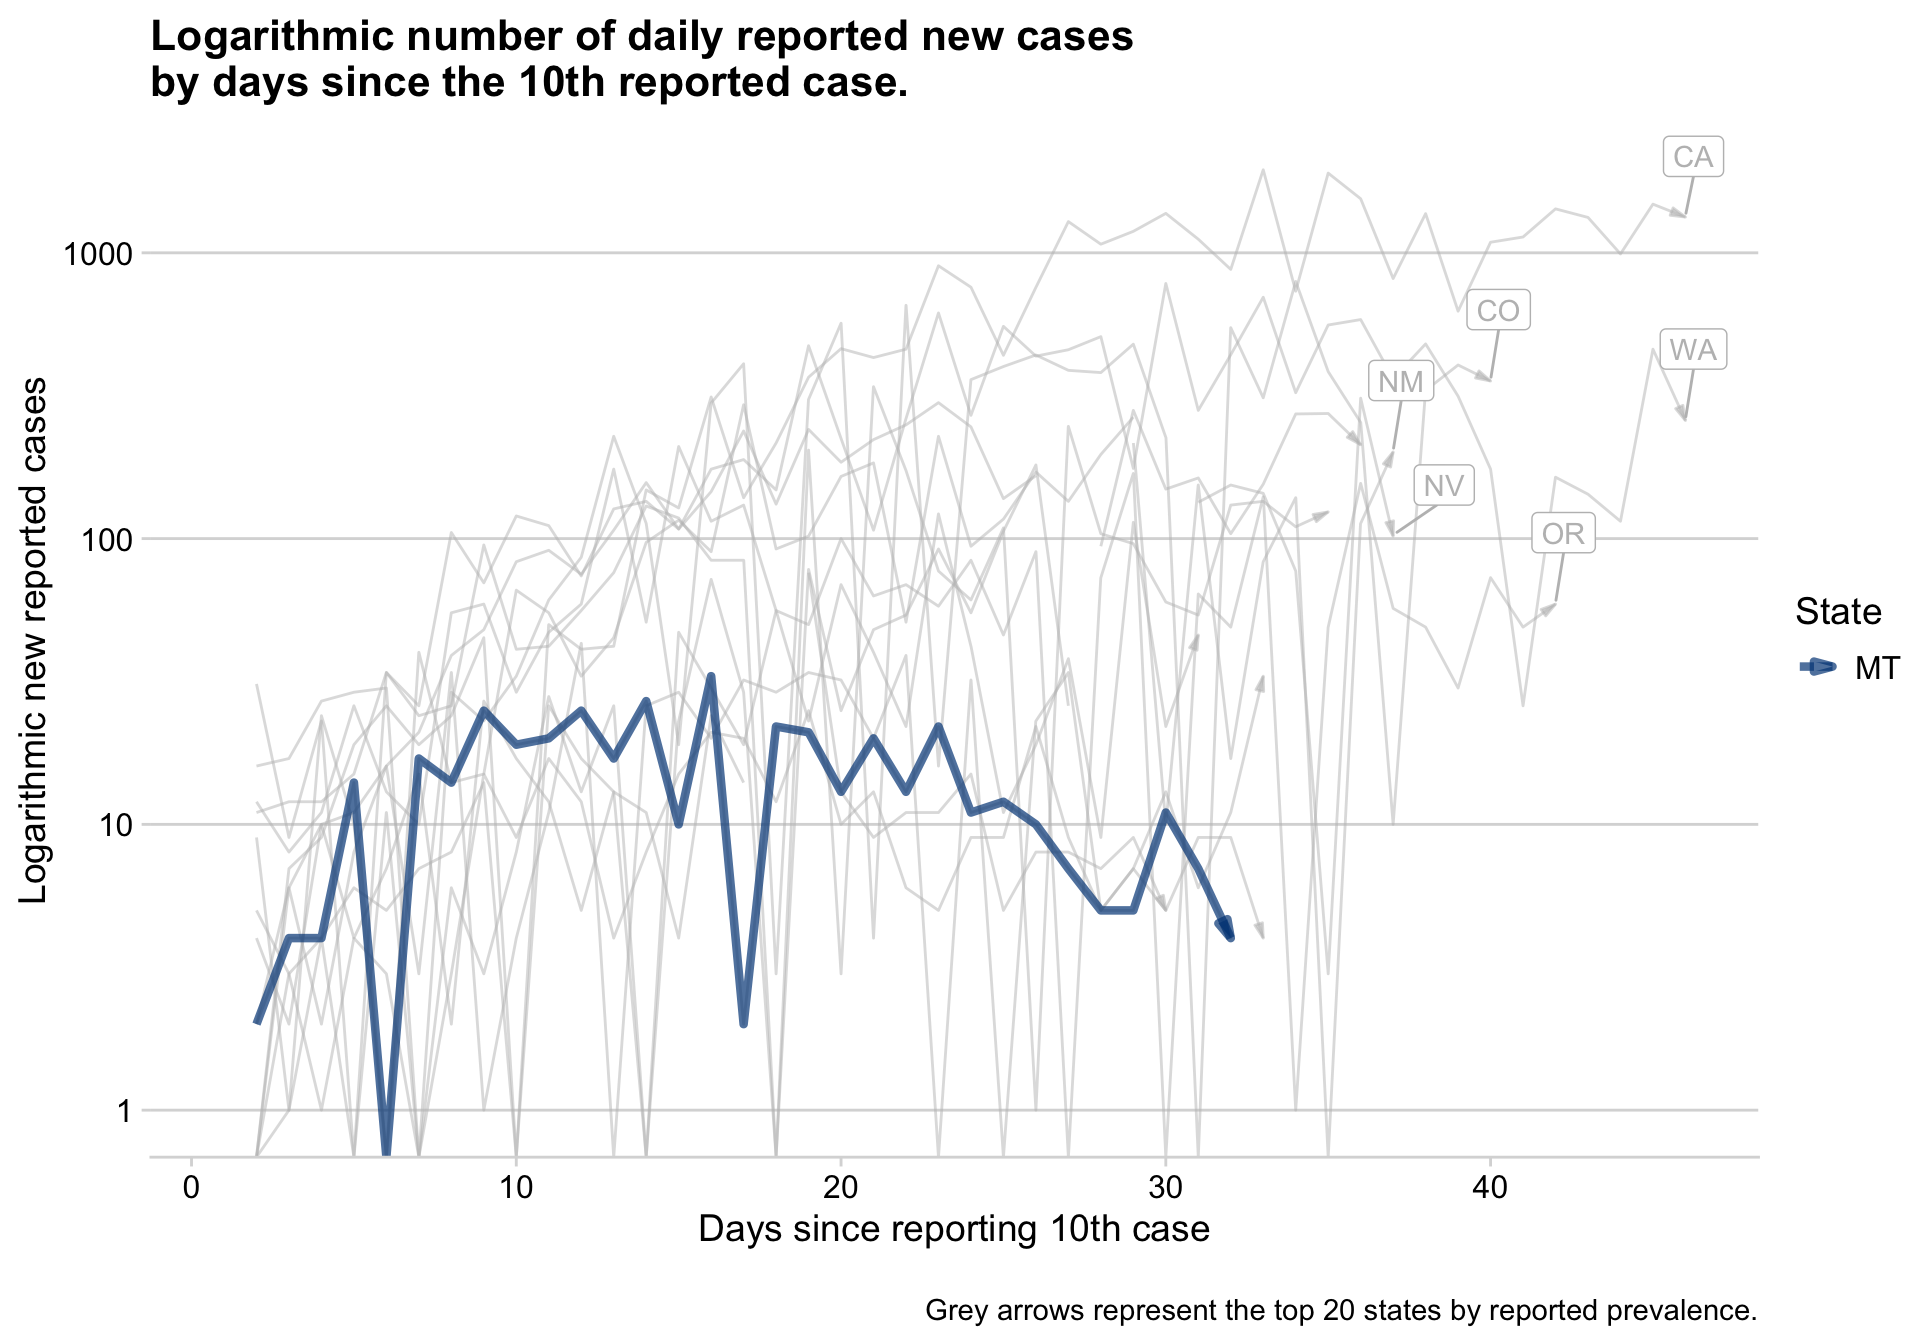 Logarithmic number of daily reported new cases
by days since the 10th reported case.
CA
1000
CO
WA
NM
NV
OR
100
10
1
Logarithmic new reported cases
State
MT
0 10 20 30 40
Days since reporting 10th case
Grey arrows represent the top 20 states by reported prevalence.